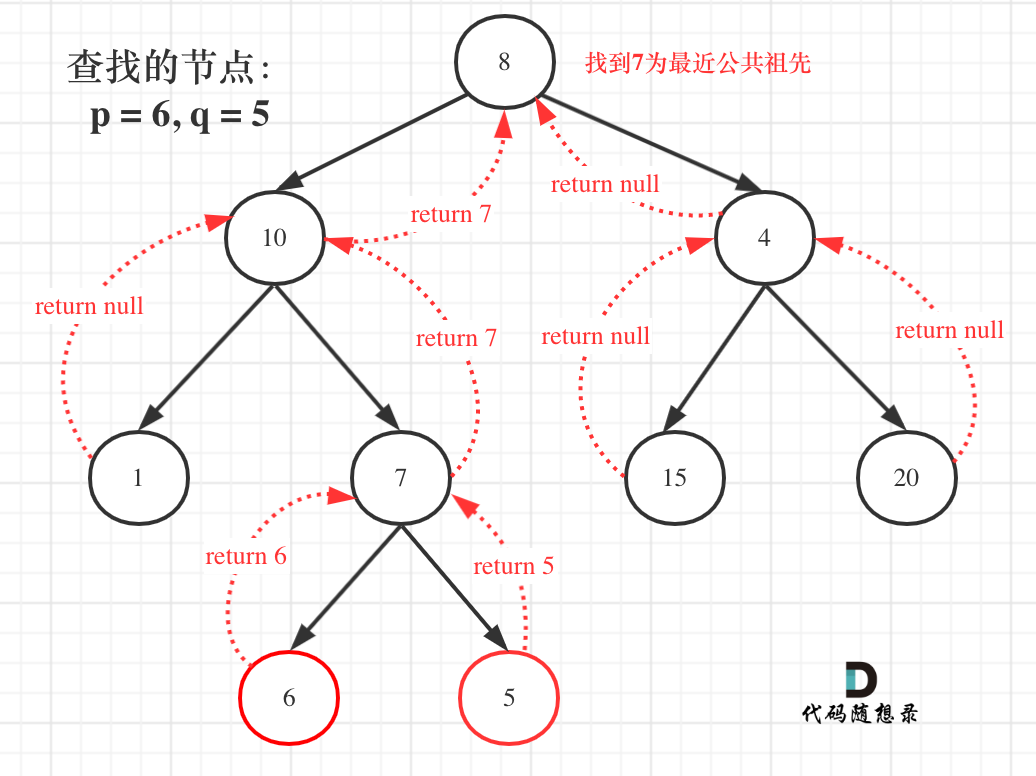 查找的节点：
p = 6, q = 5
8
找到7为最近公共祖先
return null
return 7
10
4
return null
return 7
return null
return null
1
7
15
20
return 6
return 5
6
5
代码随想录